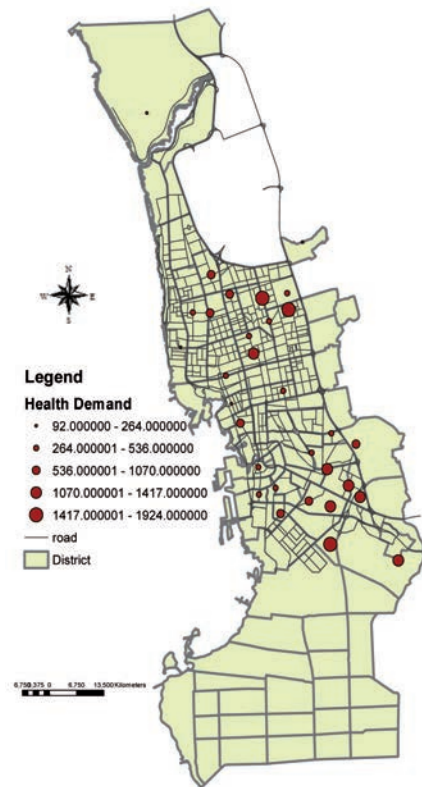 N
W E
S
Legend
Health Demand
92.000000 - 264.000000
264.000001 - 536.000000
536.000001 - 1070.000000
1070.000001 - 1417.000000
1417.000001 - 1924.000000
road
District
6,750 3,375 0 6,750 13,500 Kilometers